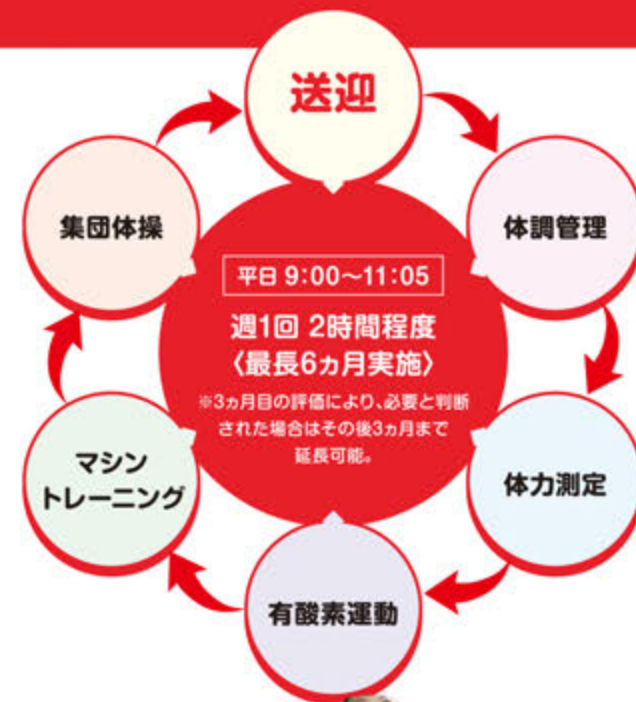 送迎
体調管理
体力測定
有酸素運動
マシン
トレーニング
集団体操
平日 9:00～11:05
週1回 2時間程度
〈最長6ヵ月実施〉
※3ヵ月目の評価により、必要と判断
された場合はその後3ヵ月まで
延長可能。